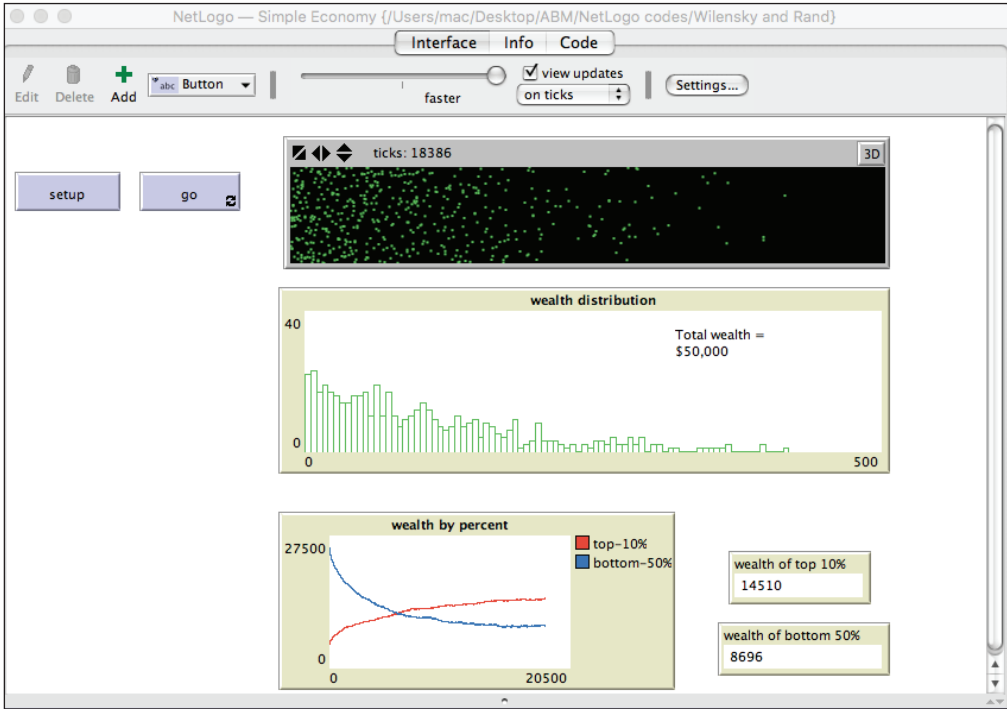 NetLogo — Simple Economy {/Users/mac/Desktop/ABM/NetLogo codes/Wilensky and Rand}
Interface Info Code
Edit Delete Add abc Button faster view updates on ticks Settings...
ticks: 18386 3D
setup go
wealth distribution
40
Total wealth =
$50,000
0
0 500
wealth by percent
27500
top-10%
bottom-50%
0
0 20500
wealth of top 10%
14510
wealth of bottom 50%
8696